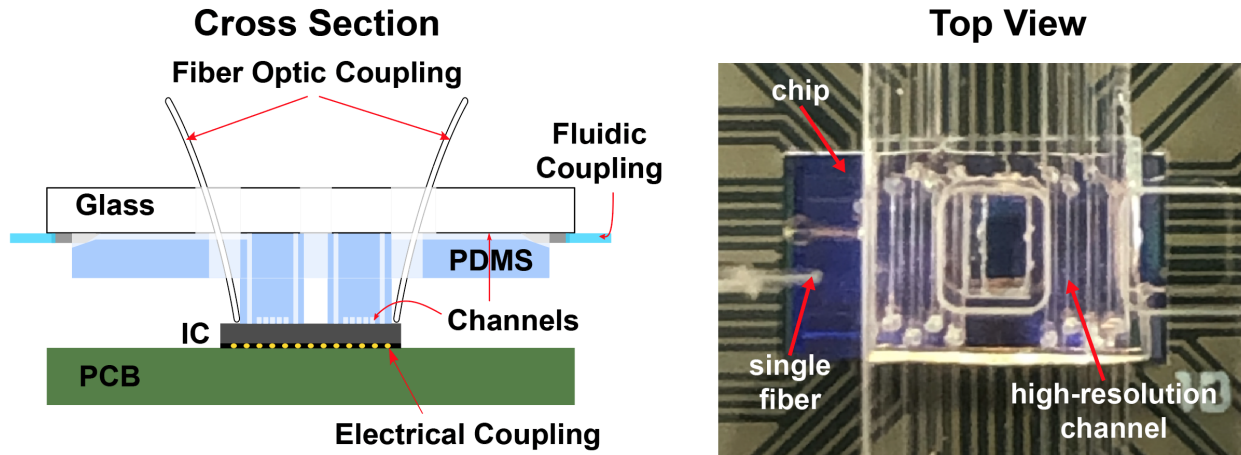 Cross Section
Fiber Optic Coupling
Fluidic
Coupling
Glass
PDMS
Channels
IC
PCB
Electrical Coupling
Top View
chip
single
fiber
high-resolution
channel